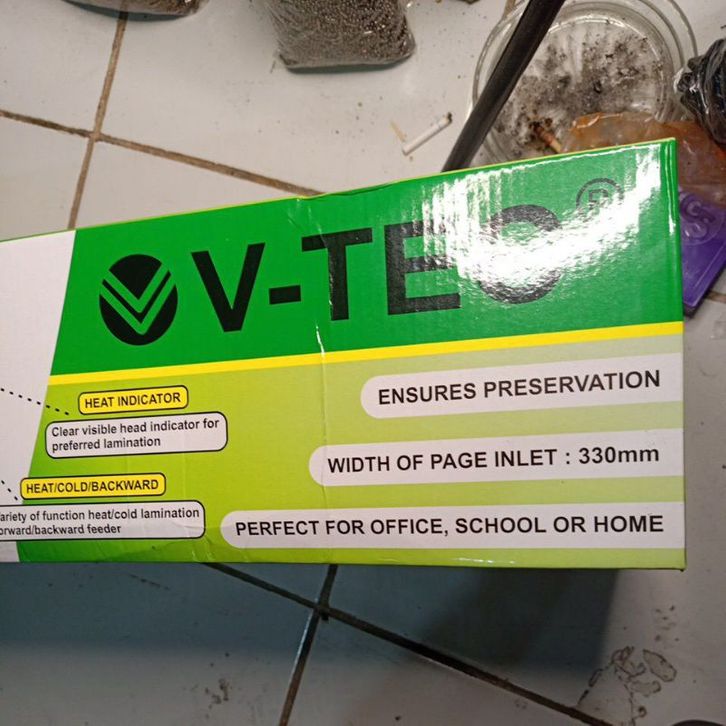 V-TEC®
HEAT INDICATOR
Clear visible head indicator for
preferred lamination
HEAT/COLD/BACKWARD
ariety of function heat/cold lamination
orward/backward feeder
ENSURES PRESERVATION
WIDTH OF PAGE INLET : 330mm
PERFECT FOR OFFICE, SCHOOL OR HOME